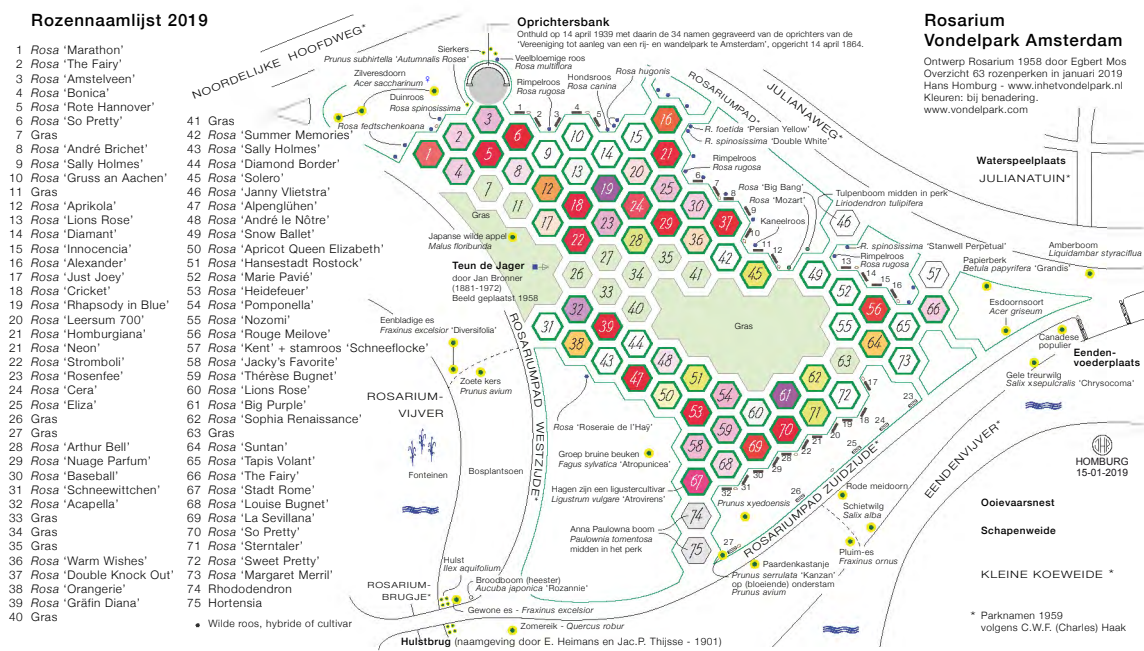 Rozennaamlijst 2019
1 Rosa ‘Marathon’
2 Rosa ‘The Fairy’
3 Rosa ‘Amstelveen’
4 Rosa ‘Bonica’
5 Rosa ‘Rote Hannover’
6 Rosa ‘So Pretty’
7 Gras
8 Rosa ‘André Brichet’
9 Rosa ‘Sally Holmes’
10 Rosa ‘Gruss an Aachen’
11 Gras
12 Rosa ‘Aprikola’
13 Rosa ‘Lions Rose’
14 Rosa ‘Diamant’
15 Rosa ‘Innocencia’
16 Rosa ‘Alexander’
17 Rosa ‘Just Joey’
18 Rosa ‘Cricket’
19 Rosa ‘Rhapsody in Blue’
20 Rosa ‘Leersum 700’
21 Rosa ‘Homburgiana’
21 Rosa ‘Neon’
22 Rosa ‘Stromboli’
23 Rosa ‘Rosenfee’
24 Rosa ‘Cera’
25 Rosa ‘Eliza’
26 Gras
27 Gras
28 Rosa ‘Arthur Bell’
29 Rosa ‘Nuage Parfum’
30 Rosa ‘Baseball’
31 Rosa ‘Schneewittchen’
32 Rosa ‘Acapella’
33 Gras
34 Gras
35 Gras
36 Rosa ‘Warm Wishes’
37 Rosa ‘Double Knock Out’
38 Rosa ‘Orangerie’
39 Rosa ‘Gräfin Diana’
40 Gras
41 Gras
42 Rosa ‘Summer Memories’
43 Rosa ‘Sally Holmes’
44 Rosa ‘Diamond Border’
45 Rosa ‘Solero’
46 Rosa ‘Janny Vlietstra’
47 Rosa ‘Alpenglühen’
48 Rosa ‘André le Nôtre’
49 Rosa ‘Snow Ballet’
50 Rosa ‘Apricot Queen Elizabeth’
51 Rosa ‘Hansestadt Rostock’
52 Rosa ‘Marie Pavié’
53 Rosa ‘Heidefeuer’
54 Rosa ‘Pomponella’
55 Rosa ‘Nozomi’
56 Rosa ‘Rouge Meilove’
57 Rosa ‘Kent’ + stamroos ‘Schneeflocke’
58 Rosa ‘Jacky’s Favorite’
59 Rosa ‘Thérèse Bugnet’
60 Rosa ‘Lions Rose’
61 Rosa ‘Big Purple’
62 Rosa ‘Sophia Renaissance’
63 Gras
64 Rosa ‘Suntan’
65 Rosa ‘Tapis Volant’
66 Rosa ‘The Fairy’
67 Rosa ‘Stadt Rome’
68 Rosa ‘Louise Bugnet’
69 Rosa ‘La Sevillana’
70 Rosa ‘So Pretty’
71 Rosa ‘Sterntaler’
72 Rosa ‘Sweet Pretty’
73 Rosa ‘Margaret Merril’
74 Rhododendron
75 Hortensia
• Wilde roos, hybride of cultivar
Oprichtersbank
Onthuld op 14 april 1939 met daarin de 34 namen gegraveerd van de oprichters van de
‘Vereeniging tot aanleg van een rij- en wandelpark te Amsterdam’, opgericht 14 april 1864.
Rosarium
Vondelpark Amsterdam
Ontwerp Rosarium 1958 door Egbert Mos
Overzicht 63 rozenperken in januari 2019
Hans Homburg - www.inhetvondelpark.nl
Kleuren: bij benadering.
www.vondelpark.com
NOORDELIJKE HOOFDWEG*
Sierkers
Prunus subhirtella ‘Autumnalis Rosea’
Zilveresdoorn
Acer saccharinum
Duinroos
Rosa spinosissima
Rosa fedtschenkoana
Veelbloemige roos
Rosa multiflora
Rimpelroos
Rosa rugosa
Hondsroos
Rosa canina
Rosa hugonis
ROSARIUMPAD*
JULIANAWEG*
R. foetida ‘Persian Yellow’
R. spinosissima ‘Double White’
Rimpelroos
Rosa rugosa
Rosa ‘Big Bang’
Rosa ‘Mozart’
Kaneelroos
Tulpenboom midden in perk
Liriodendron tulipifera
Waterspeelplaats
JULIANATUIN*
R. spinosissima ‘Stanwell Perpetual’
Rimpelroos
Rosa rugosa
Amberboom
Liquidambar styraciflua
Papierberk
Betula papyrifera ‘Grandis’
Esdoornsoort
Acer griseum
Canadese
populier
Eenden-
voederplaats
Gele treurwilg
Salix xsepulcralis ‘Chrysocoma’
Gras
Japanse wilde appel
Malus floribunda
Teun de Jager
door Jan Bronner
(1881-1972)
Beeld geplaatst 1958
Gras
Eenbladige es
Fraxinus excelsior ‘Diversifolia’
Zoete kers
Prunus avium
ROSARIUM-
VIJVER
Fonteinen
Bosplantsoen
ROSARIUMPAD WESTZIJDE*
Rosa ‘Roseraie de l’Haÿ’
Groep bruine beuken
Fagus sylvatica ‘Atropunicea’
Hagen zijn een ligustercultivar
Ligustrum vulgare ‘Atrovirens’
Anna Paulowna boom
Paulownia tomentosa
midden in het perk
Prunus xyedoensis
ROSARIUMPAD ZUIDZIJDE*
EENDENVIJVER*
Rode meidoorn
Schietwilg
Salix alba
Pluim-es
Fraxinus ornus
Paardenkastanje
Prunus serrulata ‘Kanzan’
op (bloeiende) onderstam
Prunus avium
Hulst
Ilex aquifolium
Broodboom (heester)
Aucuba japonica ‘Rozannie’
ROSARIUM-
BRUGJE*
Gewone es - Fraxinus excelsior
Zomereik - Quercus robur
Hulstbrug (naamgeving door E. Heimans en Jac.P. Thijsse - 1901)
JHB
HOMBURG
15-01-2019
Ooievaarsnest
Schapenweide
KLEINE KOEWEIDE *
* Parknamen 1959
volgens C.W.F. (Charles) Haak